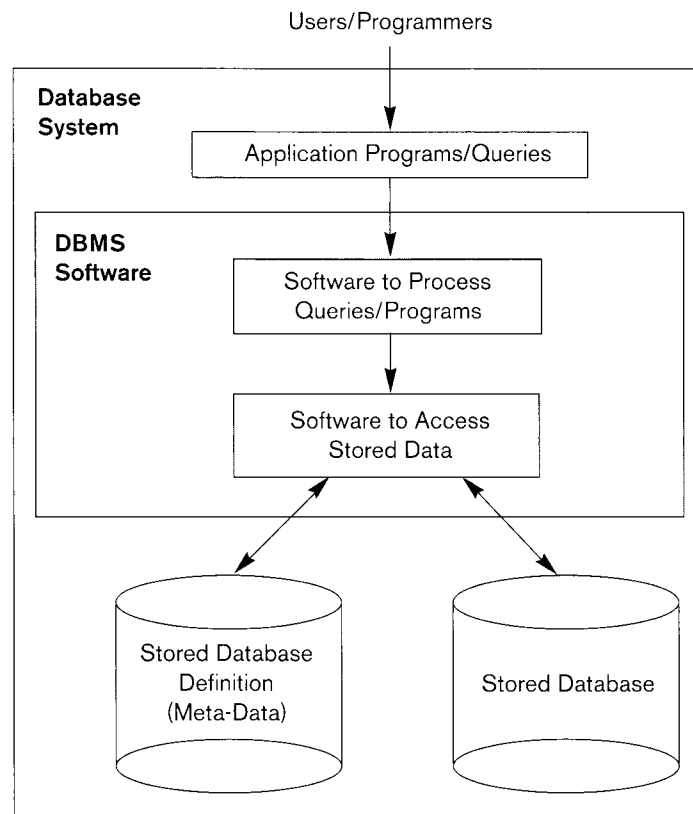 Users/Programmers
Database
System
Application Programs/Queries
DBMS
Software
Software to Process
Queries/Programs
Software to Access
Stored Data
Stored Database
Definition
(Meta-Data)
Stored Database